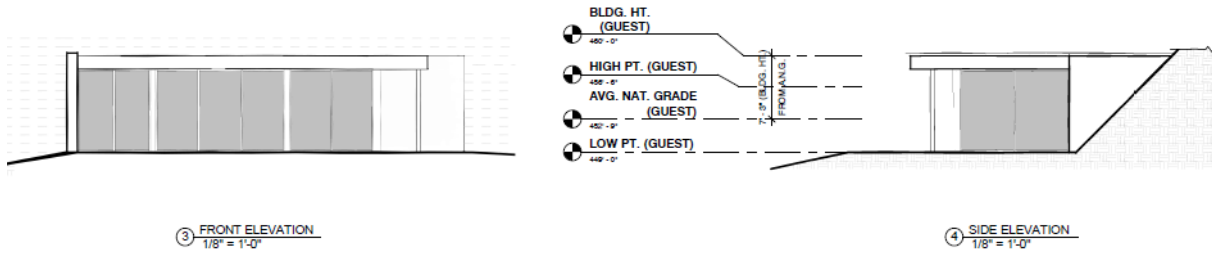 BLDG. HT.
(GUEST)
460' - 0"
HIGH PT. (GUEST)
456' - 6"
AVG. NAT. GRADE
(GUEST)
452' - 9"
LOW PT. (GUEST)
449' - 0"
7' - 3" (BLDG. HT.)
FROM A.N.G.
3 FRONT ELEVATION
1/8" = 1'-0"
4 SIDE ELEVATION
1/8" = 1'-0"